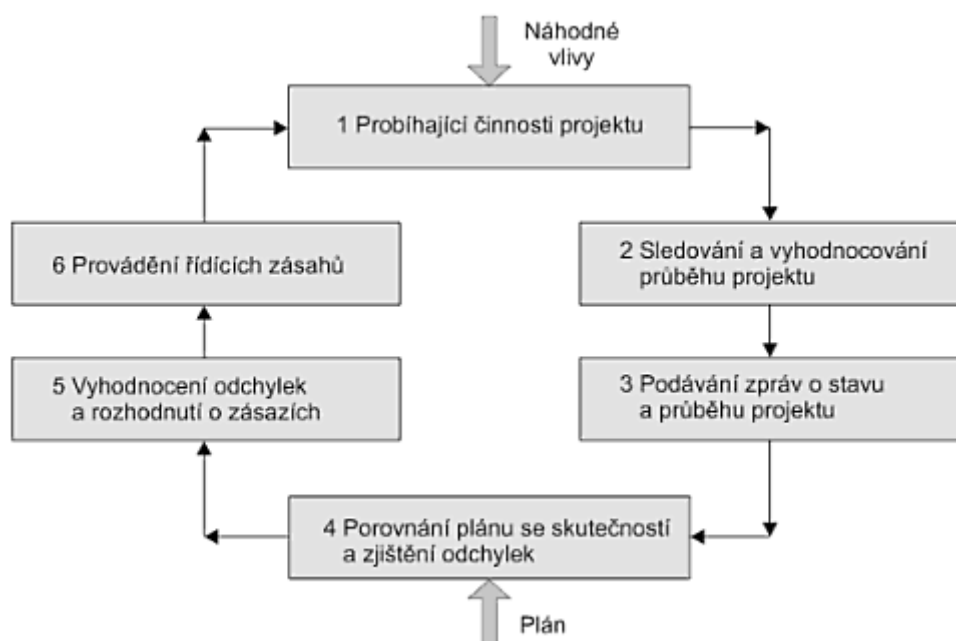 Náhodné
vlivy
1 Probíhající činnosti projektu
2 Sledování a vyhodnocování
průběhu projektu
3 Podávání zpráv o stavu
a průběhu projektu
4 Porovnání plánu se skutečností
a zjištění odchylek
Plán
5 Vyhodnocení odchylek
a rozhodnutí o zásazích
6 Provádění řídících zásahů